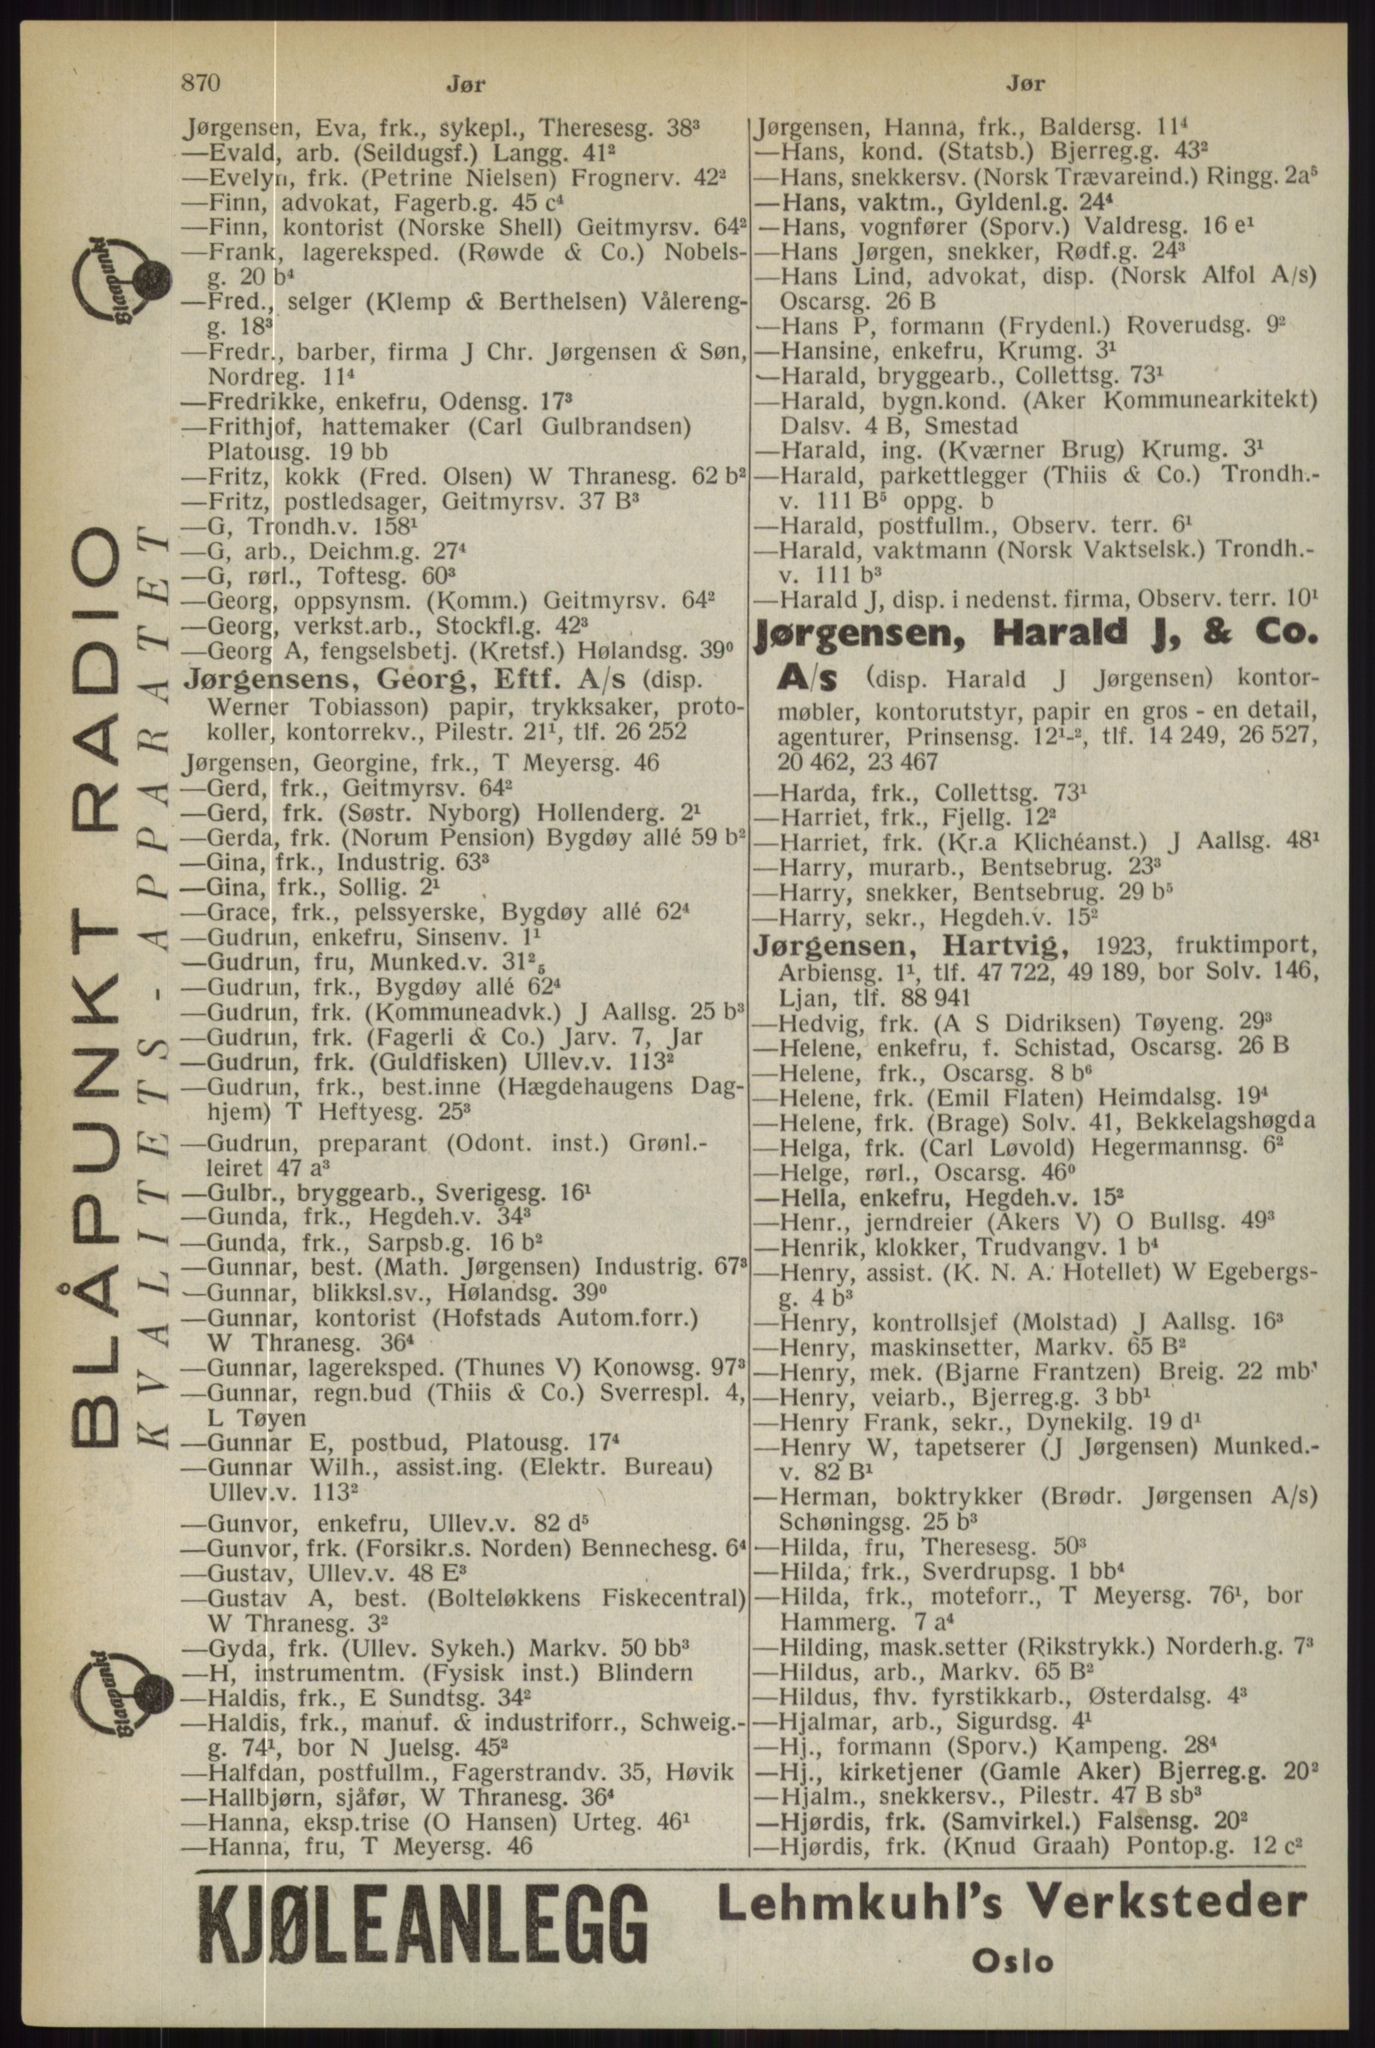 870 Jør Jør
Jørgensen, Eva, frk., sykepl., Theresesg. 38³
—Evald, arb. (Seildugsf.) Langg. 41²
—Evelyn, frk. (Petrine Nielsen) Frognerv. 42²
—Finn, advokat, Fagerb.g. 45 c⁴
—Finn, kontorist (Norske Shell) Geitmyrsv. 64²
—Frank, lagereksped. (Røwde & Co.) Nobels-
g. 20 b⁴
—Fred., selger (Klemp & Berthelsen) Vålereng-
g. 18³
—Fredr., barber, firma J Chr. Jørgensen & Søn,
Nordreg. 11⁴
—Fredrikke, enkefru, Odensg. 17³
—Frithjof, hattemaker (Carl Gulbrandsen)
Platousg. 19 bb
—Fritz, kokk (Fred. Olsen) W Thranesg. 62 b²
—Fritz, postledsager, Geitmyrsv. 37 B³
—G, Trondh.v. 158¹
—G, arb., Deichm.g. 27⁴
—G, rørl., Toftesg. 60³
—Georg, oppsynsm. (Komm.) Geitmyrsv. 64²
—Georg, verkst.arb., Stockfl.g. 42³
—Georg A, fengselsbetj. (Kretsf.) Hølandsg. 39⁰
Jørgensens, Georg, Eftf. A/s (disp.
Werner Tobiasson) papir, trykksaker, proto-
koller, kontorrekv., Pilestr. 21¹, tlf. 26 252
Jørgensen, Georgine, frk., T Meyersg. 46
—Gerd, frk., Geitmyrsv. 64²
—Gerd, frk. (Søstr. Nyborg) Hollenderg. 2¹
—Gerda, frk. (Norum Pension) Bygdøy allé 59 b²
—Gina, frk., Industrig. 63³
—Gina, frk., Sollig. 2¹
—Grace, frk., pelssyerske, Bygdøy allé 62⁴
—Gudrun, enkefru, Sinsenv. 1¹
—Gudrun, fru, Munked.v. 31²₅
—Gudrun, frk., Bygdøy allé 62⁴
—Gudrun, frk. (Kommuneadvk.) J Aallsg. 25 b³
—Gudrun, frk. (Fagerli & Co.) Jarv. 7, Jar
—Gudrun, frk. (Guldfisken) Ullev.v. 113²
—Gudrun, frk., best.inne (Hægdehaugens Dag-
hjem) T Heftyesg. 25³
—Gudrun, preparant (Odont. inst.) Grønl.-
leiret 47 a³
—Gulbr., bryggearb., Sverigesg. 16¹
—Gunda, frk., Hegdeh.v. 34³
—Gunda, frk., Sarpsb.g. 16 b²
—Gunnar, best. (Math. Jørgensen) Industrig. 67³
—Gunnar, blikksl.sv., Hølandsg. 39⁰
—Gunnar, kontorist (Hofstads Autom.forr.)
W Thranesg. 36⁴
—Gunnar, lagereksped. (Thunes V) Konowsg. 97³
—Gunnar, regn.bud (Thiis & Co.) Sverrespl. 4,
L Tøyen
—Gunnar E, postbud, Platousg. 17⁴
—Gunnar Wilh., assist.ing. (Elektr. Bureau)
Ullev.v. 113²
—Gunvor, enkefru, Ullev.v. 82 d⁵
—Gunvor, frk. (Forsikr.s. Norden) Bennechesg. 6⁴
—Gustav, Ullev.v. 48 E³
—Gustav A, best. (Bolteløkkens Fiskecentral)
W Thranesg. 3²
—Gyda, frk. (Ullev. Sykeh.) Markv. 50 bb³
—H, instrumentm. (Fysisk inst.) Blindern
—Haldis, frk., E Sundtsg. 34²
—Haldis, frk., manuf. & industriforr., Schweig.-
g. 74¹, bor N Juelsg. 45²
—Halfdan, postfullm., Fagerstrandv. 35, Høvik
—Hallbjørn, sjåfør, W Thranesg. 36⁴
—Hanna, eksp.trise (O Hansen) Urteg. 46¹
—Hanna, fru, T Meyersg. 46
Jørgensen, Hanna, frk., Baldersg. 11⁴
—Hans, kond. (Statsb.) Bjerreg.g. 43²
—Hans, snekkersv. (Norsk Trævareind.) Ringg. 2a⁵
—Hans, vaktm., Gyldenl.g. 24⁴
—Hans, vognfører (Sporv.) Valdresg. 16 e¹
—Hans Jørgen, snekker, Rødf.g. 24³
—Hans Lind, advokat, disp. (Norsk Alfol A/s)
Oscarsg. 26 B
—Hans P, formann (Frydenl.) Roverudsg. 9²
—Hansine, enkefru, Krumg. 3¹
—Harald, bryggearb., Collettsg. 73¹
—Harald, bygn.kond. (Aker Kommunearkitekt)
Dalsv. 4 B, Smestad
—Harald, ing. (Kværner Brug) Krumg. 3¹
—Harald, parkettlegger (Thiis & Co.) Trondh.-
v. 111 B⁵ oppg. b
—Harald, postfullm., Observ. terr. 6¹
—Harald, vaktmann (Norsk Vaktselsk.) Trondh.-
v. 111 b³
—Harald J, disp. i nedenst. firma, Observ. terr. 10¹
Jørgensen, Harald J, & Co.
A/s (disp. Harald J Jørgensen) kontor-
møbler, kontorutstyr, papir en gros - en detail,
agenturer, Prinsensg. 12¹-², tlf. 14 249, 26 527,
20 462, 23 467
—Harda, frk., Collettsg. 73¹
—Harriet, frk., Fjellg. 12²
—Harriet, frk. (Kr.a Klichéanst.) J Aallsg. 48¹
—Harry, murarb., Bentsebrug. 23³
—Harry, snekker, Bentsebrug. 29 b⁵
—Harry, sekr., Hegdeh.v. 15²
Jørgensen, Hartvig, 1923, fruktimport,
Arbiensg. 1¹, tlf. 47 722, 49 189, bor Solv. 146,
Ljan, tlf. 88 941
—Hedvig, frk. (A S Didriksen) Tøyeng. 29³
—Helene, enkefru, f. Schistad, Oscarsg. 26 B
—Helene, frk., Oscarsg. 8 b⁶
—Helene, frk. (Emil Flaten) Heimdalsg. 19⁴
—Helene, frk. (Brage) Solv. 41, Bekkelagshøgda
—Helga, frk. (Carl Løvold) Hegermannsg. 6²
—Helge, rørl., Oscarsg. 46⁰
—Hella, enkefru, Hegdeh.v. 15²
—Henr., jerndreier (Akers V) O Bullsg. 49³
—Henrik, klokker, Trudvangv. 1 b⁴
—Henry, assist. (K. N. A. Hotellet) W Egebergs-
g. 4 b³
—Henry, kontrollsjef (Molstad) J Aallsg. 16³
—Henry, maskinsetter, Markv. 65 B²
—Henry, mek. (Bjarne Frantzen) Breig. 22 mb¹
—Henry, veiarb., Bjerreg.g. 3 bb¹
—Henry Frank, sekr., Dynekilg. 19 d¹
—Henry W, tapetserer (J Jørgensen) Munked.-
v. 82 B¹
—Herman, boktrykker (Brødr. Jørgensen A/s)
Schøningsg. 25 b³
—Hilda, fru, Theresesg. 50³
—Hilda, frk., Sverdrupsg. 1 bb⁴
—Hilda, frk., moteforr., T Meyersg. 76¹, bor
Hammerg. 7 a⁴
—Hilding, mask.setter (Rikstrykk.) Norderh.g. 7³
—Hildus, arb., Markv. 65 B²
—Hildus, fhv. fyrstikkarb., Østerdalsg. 4³
—Hjalmar, arb., Sigurdsg. 4¹
—Hj., formann (Sporv.) Kampeng. 28⁴
—Hj., kirketjener (Gamle Aker) Bjerreg.g. 20²
—Hjalm., snekkersv., Pilestr. 47 B sb³
—Hjørdis, frk. (Samvirkel.) Falsensg. 20²
—Hjørdis, frk. (Knud Graah) Pontop.g. 12 c²
Blaapunkt
BLÅPUNKT RADIO
KVALITETS-APPARATET
Blaapunkt
KJØLEANLEGG
Lehmkuhl's Verksteder
Oslo